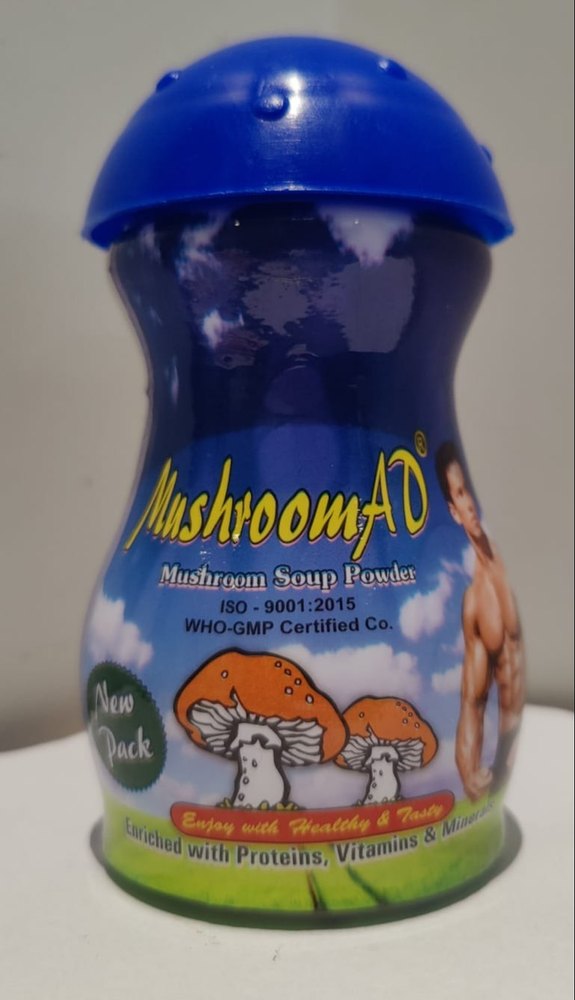 MushroomAD®
Mushroom Soup Powder
ISO - 9001:2015
WHO-GMP Certified Co.
New
Pack
Enjoy with Healthy & Tasty
Enriched with Proteins, Vitamins & Minerals